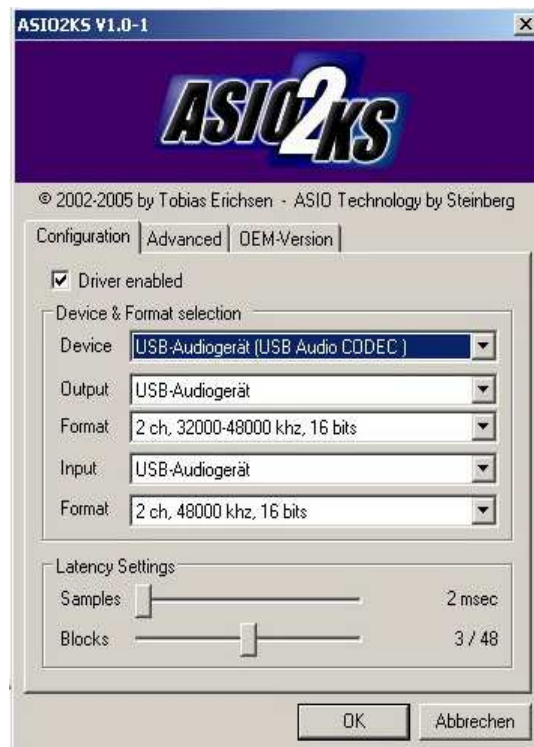 ASIO2KS V1.0-1
ASIO2KS
© 2002-2005 by Tobias Erichsen - ASIO Technology by Steinberg
Configuration Advanced OEM-Version
Driver enabled
Device & Format selection
Device USB-Audiogerät (USB Audio CODEC )
Output USB-Audiogerät
Format 2 ch, 32000-48000 khz, 16 bits
Input USB-Audiogerät
Format 2 ch, 48000 khz, 16 bits
Latency Settings
Samples 2 msec
Blocks 3 / 48
OK Abbrechen